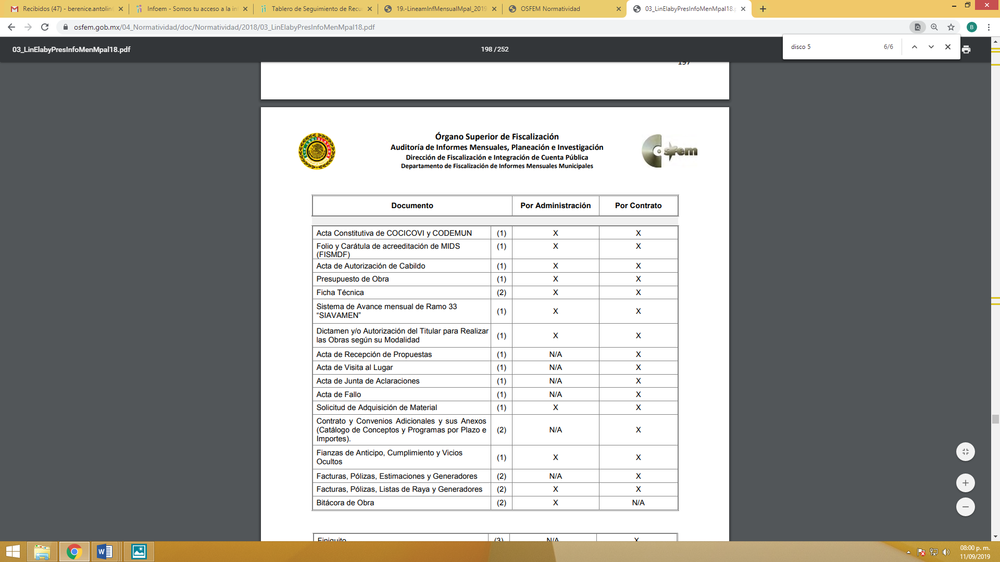 Recibidos (47) - berenice.antolin
Infoem - Somos tu acceso a la in
Tablero de Seguimiento de Recu
19.-LineamInfMensualMpal_2019
OSFEM Normatividad
03_LinElabyPresInfoMenMpal18.p
osfem.gob.mx/04_Normatividad/doc/Normatividad/2018/03_LinElabyPresInfoMenMpal18.pdf
B
03_LinElabyPresInfoMenMpal18.pdf
198 / 252
disco 5 6/6
197
Órgano Superior de Fiscalización
Auditoría de Informes Mensuales, Planeación e Investigación
Dirección de Fiscalización e Integración de Cuenta Pública
Departamento de Fiscalización de Informes Mensuales Municipales
LIX LEGISLATURA
osfem
Documento Por Administración Por Contrato
Acta Constitutiva de COCICOVI y CODEMUN (1) X X
Folio y Carátula de acreeditación de MIDS (1) X X
(FISMDF)
Acta de Autorización de Cabildo (1) X X
Presupuesto de Obra (1) X X
Ficha Técnica (2) X X
Sistema de Avance mensual de Ramo 33
“SIAVAMEN” (1) X X
Dictamen y/o Autorización del Titular para Realizar
las Obras según su Modalidad (1) X X
Acta de Recepción de Propuestas (1) N/A X
Acta de Visita al Lugar (1) N/A X
Acta de Junta de Aclaraciones (1) N/A X
Acta de Fallo (1) N/A X
Solicitud de Adquisición de Material (1) X X
Contrato y Convenios Adicionales y sus Anexos
(Catálogo de Conceptos y Programas por Plazo e (2) N/A X
Importes).
Fianzas de Anticipo, Cumplimiento y Vicios
Ocultos (1) X X
Facturas, Pólizas, Estimaciones y Generadores (2) N/A X
Facturas, Pólizas, Listas de Raya y Generadores (2) X X
Bitácora de Obra (2) X N/A
Finiquito (3) N/A X
08:00 p. m.
11/09/2019